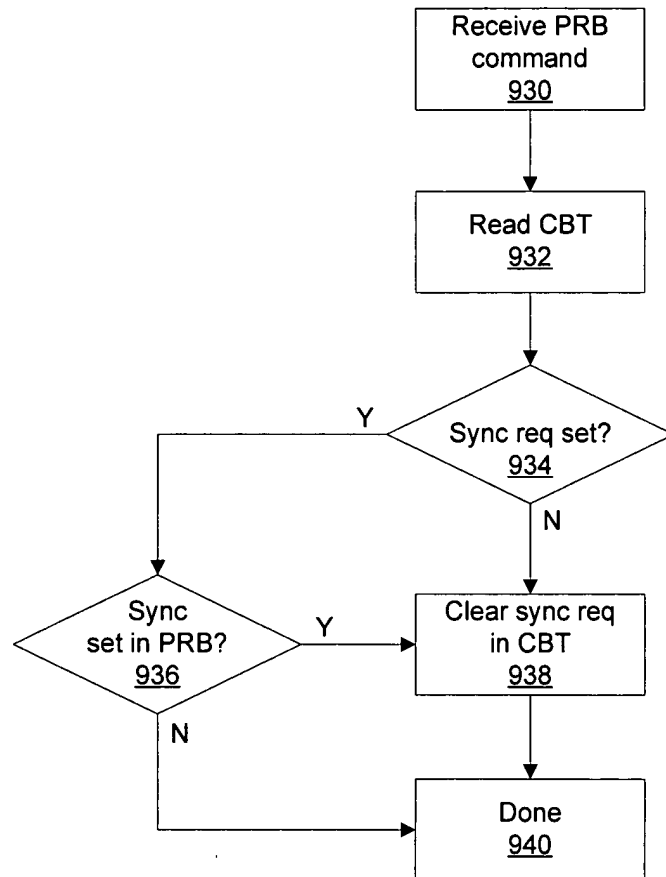 Receive PRB
command
930
Read CBT
932
Y
Sync req set?
934
N
Sync
set in PRB?
936
Y
N
Clear sync req
in CBT
938
Done
940